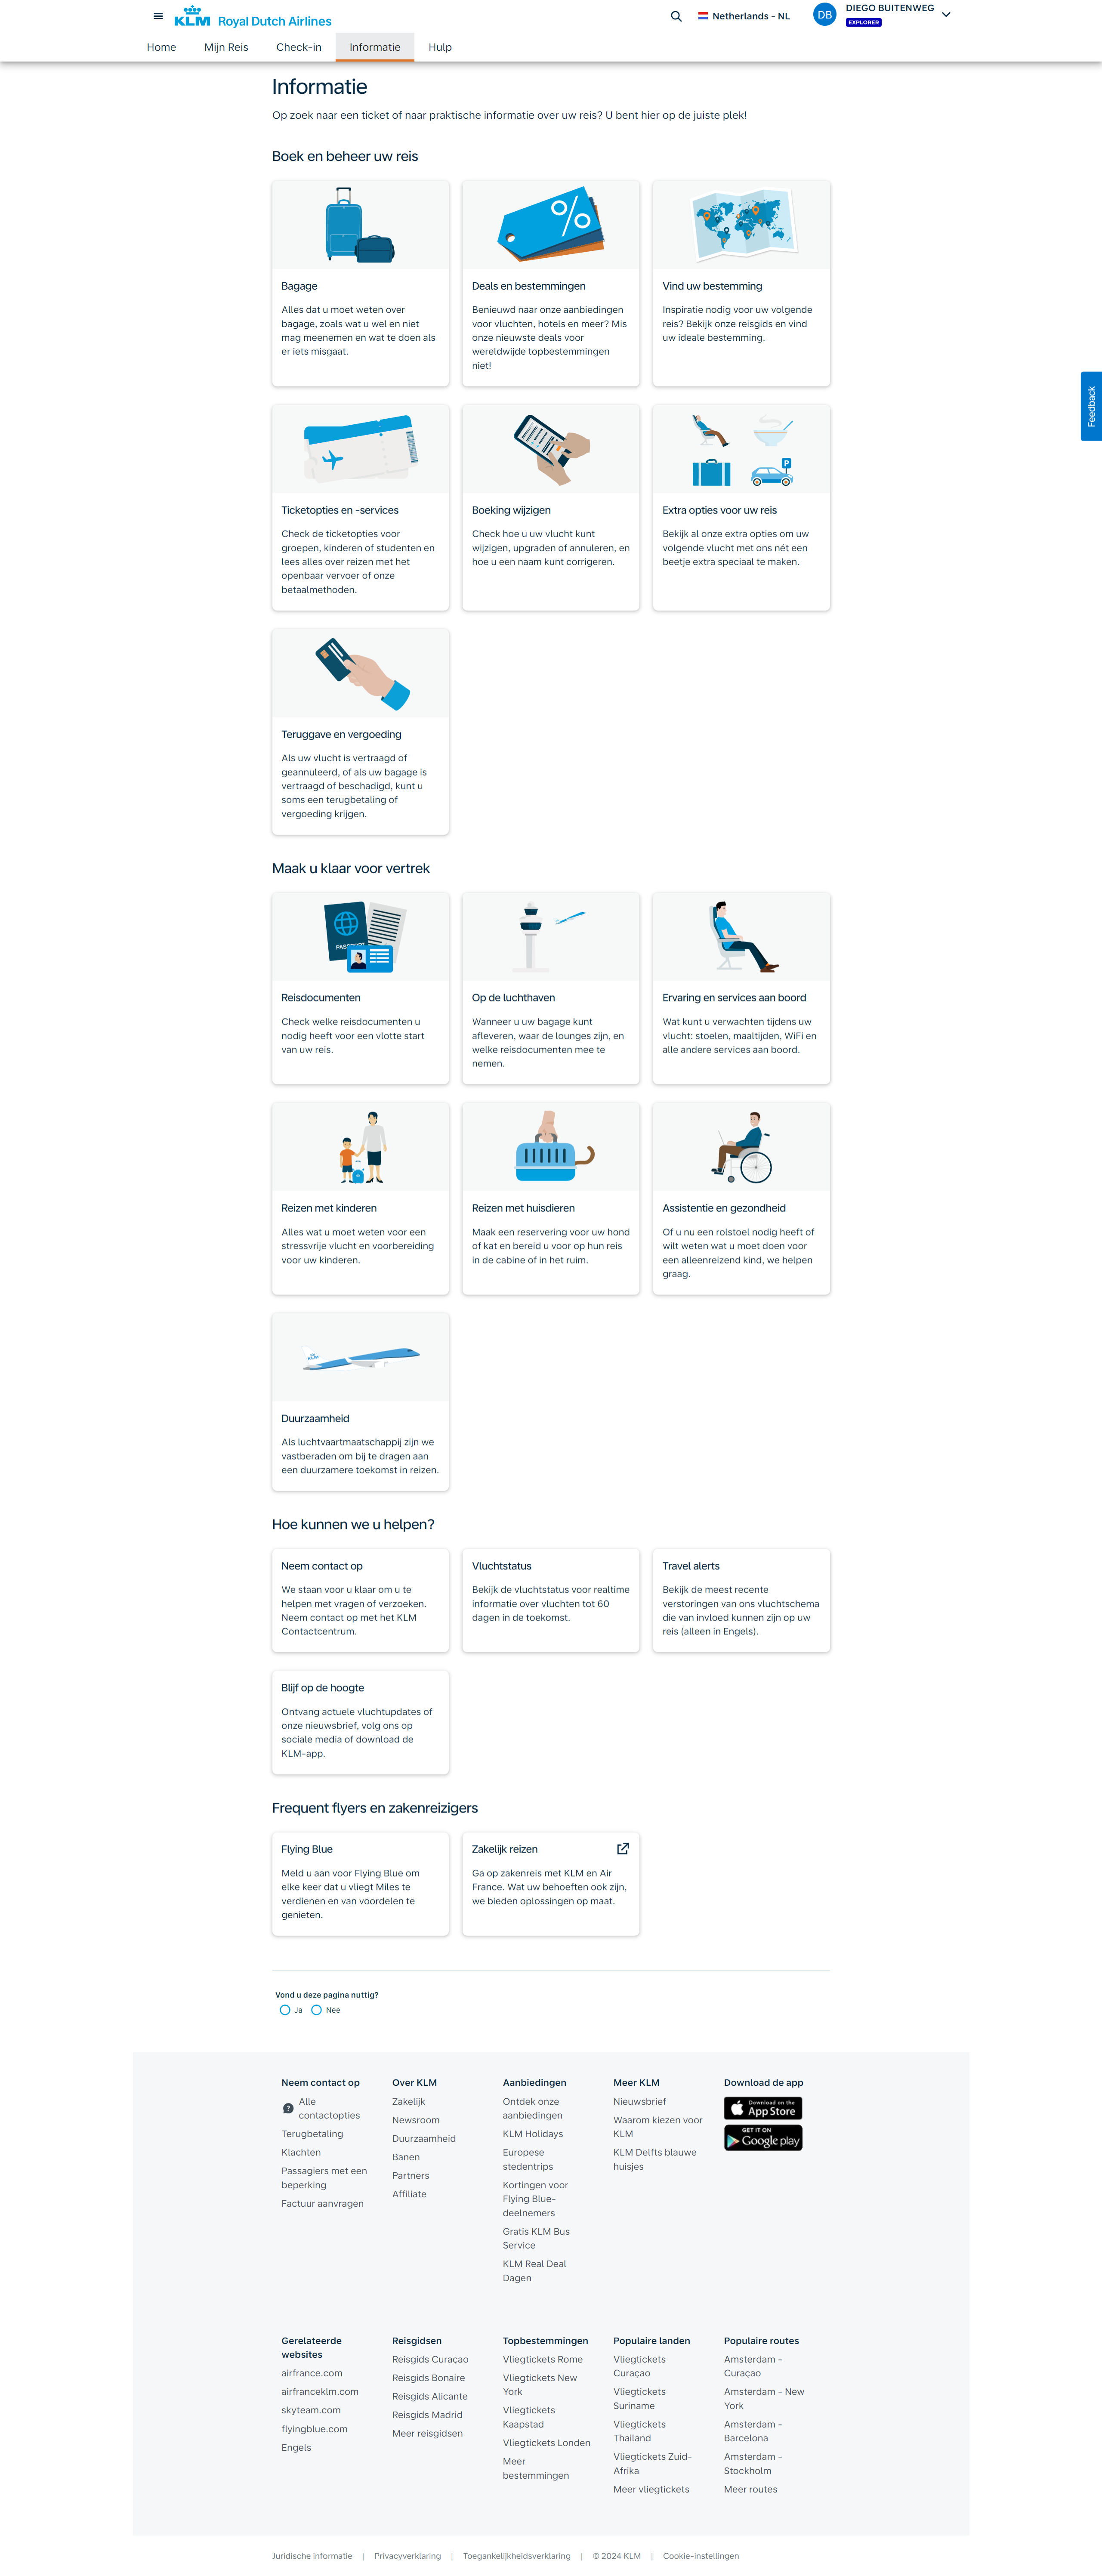 KLM Royal Dutch Airlines
Netherlands - NL
DB
DIEGO BUITENWEG
EXPLORER
Home
Mijn Reis
Check-in
Informatie
Hulp
Informatie
Op zoek naar een ticket of naar praktische informatie over uw reis? U bent hier op de juiste plek!
Feedback
Boek en beheer uw reis
Bagage
Alles dat u moet weten over
bagage, zoals wat u wel en niet
mag meenemen en wat te doen als
er iets misgaat.
%
Deals en bestemmingen
Benieuwd naar onze aanbiedingen
voor vluchten, hotels en meer? Mis
onze nieuwste deals voor
wereldwijde topbestemmingen
niet!
Vind uw bestemming
Inspiratie nodig voor uw volgende
reis? Bekijk onze reisgids en vind
uw ideale bestemming.
Ticketopties en -services
Check de ticketopties voor
groepen, kinderen of studenten en
lees alles over reizen met het
openbaar vervoer of onze
betaalmethoden.
Boeking wijzigen
Check hoe u uw vlucht kunt
wijzigen, upgraden of annuleren, en
hoe u een naam kunt corrigeren.
P
Extra opties voor uw reis
Bekijk al onze extra opties om uw
volgende vlucht met ons nét een
beetje extra speciaal te maken.
Teruggave en vergoeding
Als uw vlucht is vertraagd of
geannuleerd, of als uw bagage is
vertraagd of beschadigd, kunt u
soms een terugbetaling of
vergoeding krijgen.
Maak u klaar voor vertrek
PASSPORT
Reisdocumenten
Check welke reisdocumenten u
nodig heeft voor een vlotte start
van uw reis.
Op de luchthaven
Wanneer u uw bagage kunt
afleveren, waar de lounges zijn, en
welke reisdocumenten mee te
nemen.
Ervaring en services aan boord
Wat kunt u verwachten tijdens uw
vlucht: stoelen, maaltijden, WiFi en
alle andere services aan boord.
Reizen met kinderen
Alles wat u moet weten voor een
stressvrije vlucht en voorbereiding
voor uw kinderen.
Reizen met huisdieren
Maak een reservering voor uw hond
of kat en bereid u voor op hun reis
in de cabine of in het ruim.
Assistentie en gezondheid
Of u nu een rolstoel nodig heeft of
wilt weten wat u moet doen voor
een alleenreizend kind, we helpen
graag.
KLM
Duurzaamheid
Als luchtvaartmaatschappij zijn we
vastberaden om bij te dragen aan
een duurzamere toekomst in reizen.
Hoe kunnen we u helpen?
Neem contact op
We staan voor u klaar om u te
helpen met vragen of verzoeken.
Neem contact op met het KLM
Contactcentrum.
Vluchtstatus
Bekijk de vluchtstatus voor realtime
informatie over vluchten tot 60
dagen in de toekomst.
Travel alerts
Bekijk de meest recente
verstoringen van ons vluchtschema
die van invloed kunnen zijn op uw
reis (alleen in Engels).
Blijf op de hoogte
Ontvang actuele vluchtupdates of
onze nieuwsbrief, volg ons op
sociale media of download de
KLM-app.
Frequent flyers en zakenreizigers
Flying Blue
Meld u aan voor Flying Blue om
elke keer dat u vliegt Miles te
verdienen en van voordelen te
genieten.
Zakelijk reizen
Ga op zakenreis met KLM en Air
France. Wat uw behoeften ook zijn,
we bieden oplossingen op maat.
Vond u deze pagina nuttig?
Ja
Nee
Neem contact op
?
Alle
contactopties
Terugbetaling
Klachten
Passagiers met een
beperking
Factuur aanvragen
Over KLM
Zakelijk
Newsroom
Duurzaamheid
Banen
Partners
Affiliate
Aanbiedingen
Ontdek onze
aanbiedingen
KLM Holidays
Europese
stedentrips
Kortingen voor
Flying Blue-
deelnemers
Gratis KLM Bus
Service
KLM Real Deal
Dagen
Meer KLM
Nieuwsbrief
Waarom kiezen voor
KLM
KLM Delfts blauwe
huisjes
Download de app
Download on the
App Store
GET IT ON
Google play
Gerelateerde
websites
airfrance.com
airfranceklm.com
skyteam.com
flyingblue.com
Engels
Reisgidsen
Reisgids Curaçao
Reisgids Bonaire
Reisgids Alicante
Reisgids Madrid
Meer reisgidsen
Topbestemmingen
Vliegtickets Rome
Vliegtickets New
York
Vliegtickets
Kaapstad
Vliegtickets Londen
Meer
bestemmingen
Populaire landen
Vliegtickets
Curaçao
Vliegtickets
Suriname
Vliegtickets
Thailand
Vliegtickets Zuid-
Afrika
Meer vliegtickets
Populaire routes
Amsterdam -
Curaçao
Amsterdam - New
York
Amsterdam -
Barcelona
Amsterdam -
Stockholm
Meer routes
Juridische informatie | Privacyverklaring | Toegankelijkheidsverklaring | © 2024 KLM | Cookie-instellingen